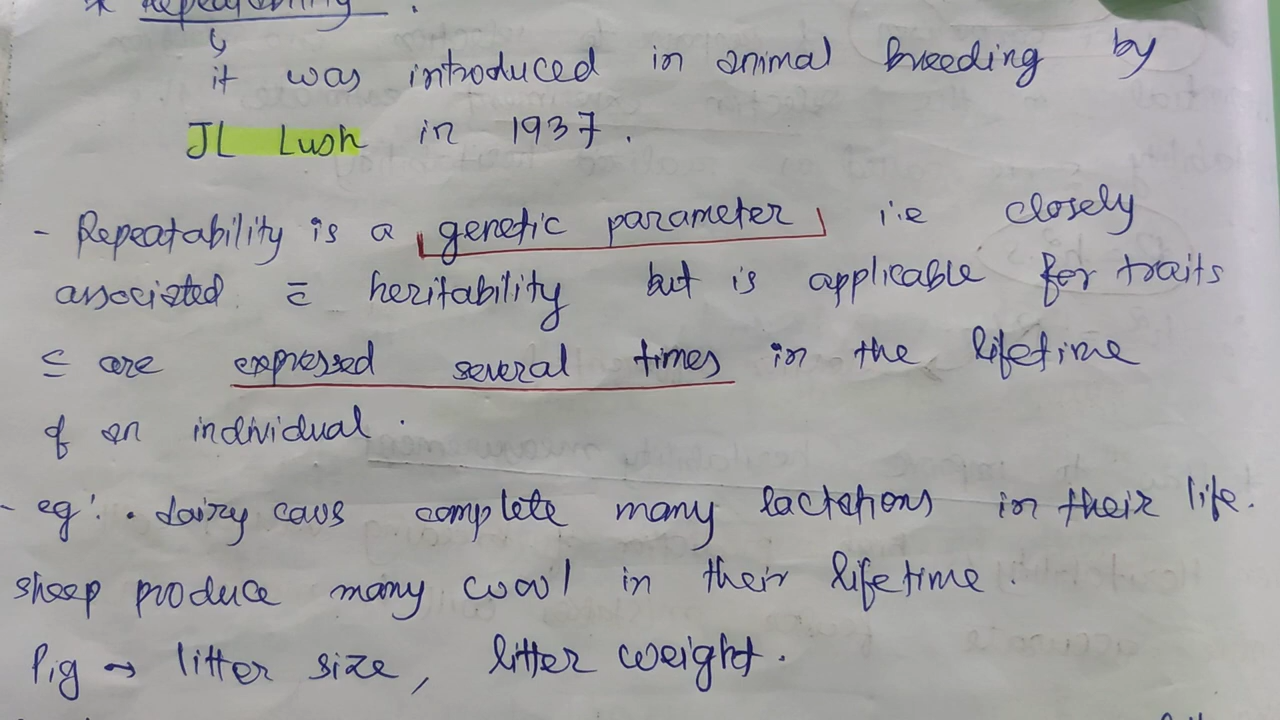 * Repeatability .
↳
it was introduced in animal breeding by
JL Lush in 1937 .
- Repeatability is a genetic parameter i.e closely
associated c̄ heritability but is applicable for traits
c̲ are expressed several times in the lifetime
of an individual .
- eg : . dairy cows complete many lactations in their life .
sheep produce many wool in their lifetime .
Pig → litter size , litter weight .